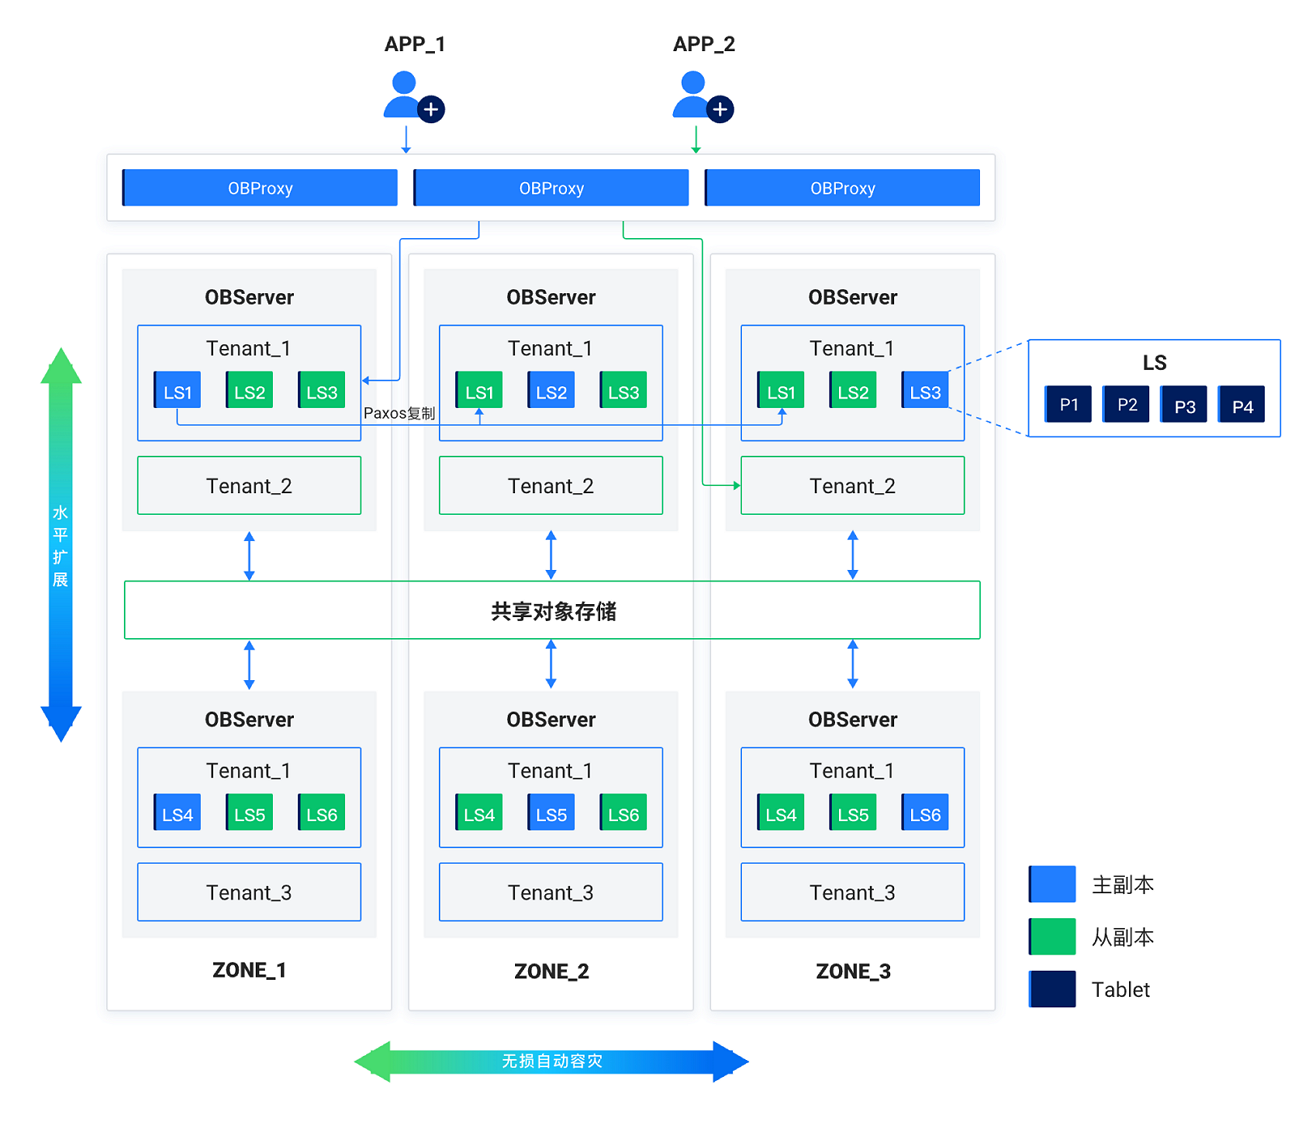 APP_1
APP_2
OBProxy
OBProxy
OBProxy
OBServer
Tenant_1
LS1
LS2
LS3
Tenant_2
OBServer
Tenant_1
LS1
LS2
LS3
Tenant_2
OBServer
Tenant_1
LS1
LS2
LS3
Tenant_2
Paxos复制
LS
P1
P2
P3
P4
水平扩展
共享对象存储
OBServer
Tenant_1
LS4
LS5
LS6
Tenant_3
ZONE_1
OBServer
Tenant_1
LS4
LS5
LS6
Tenant_3
ZONE_2
OBServer
Tenant_1
LS4
LS5
LS6
Tenant_3
ZONE_3
主副本
从副本
Tablet
无损自动容灾